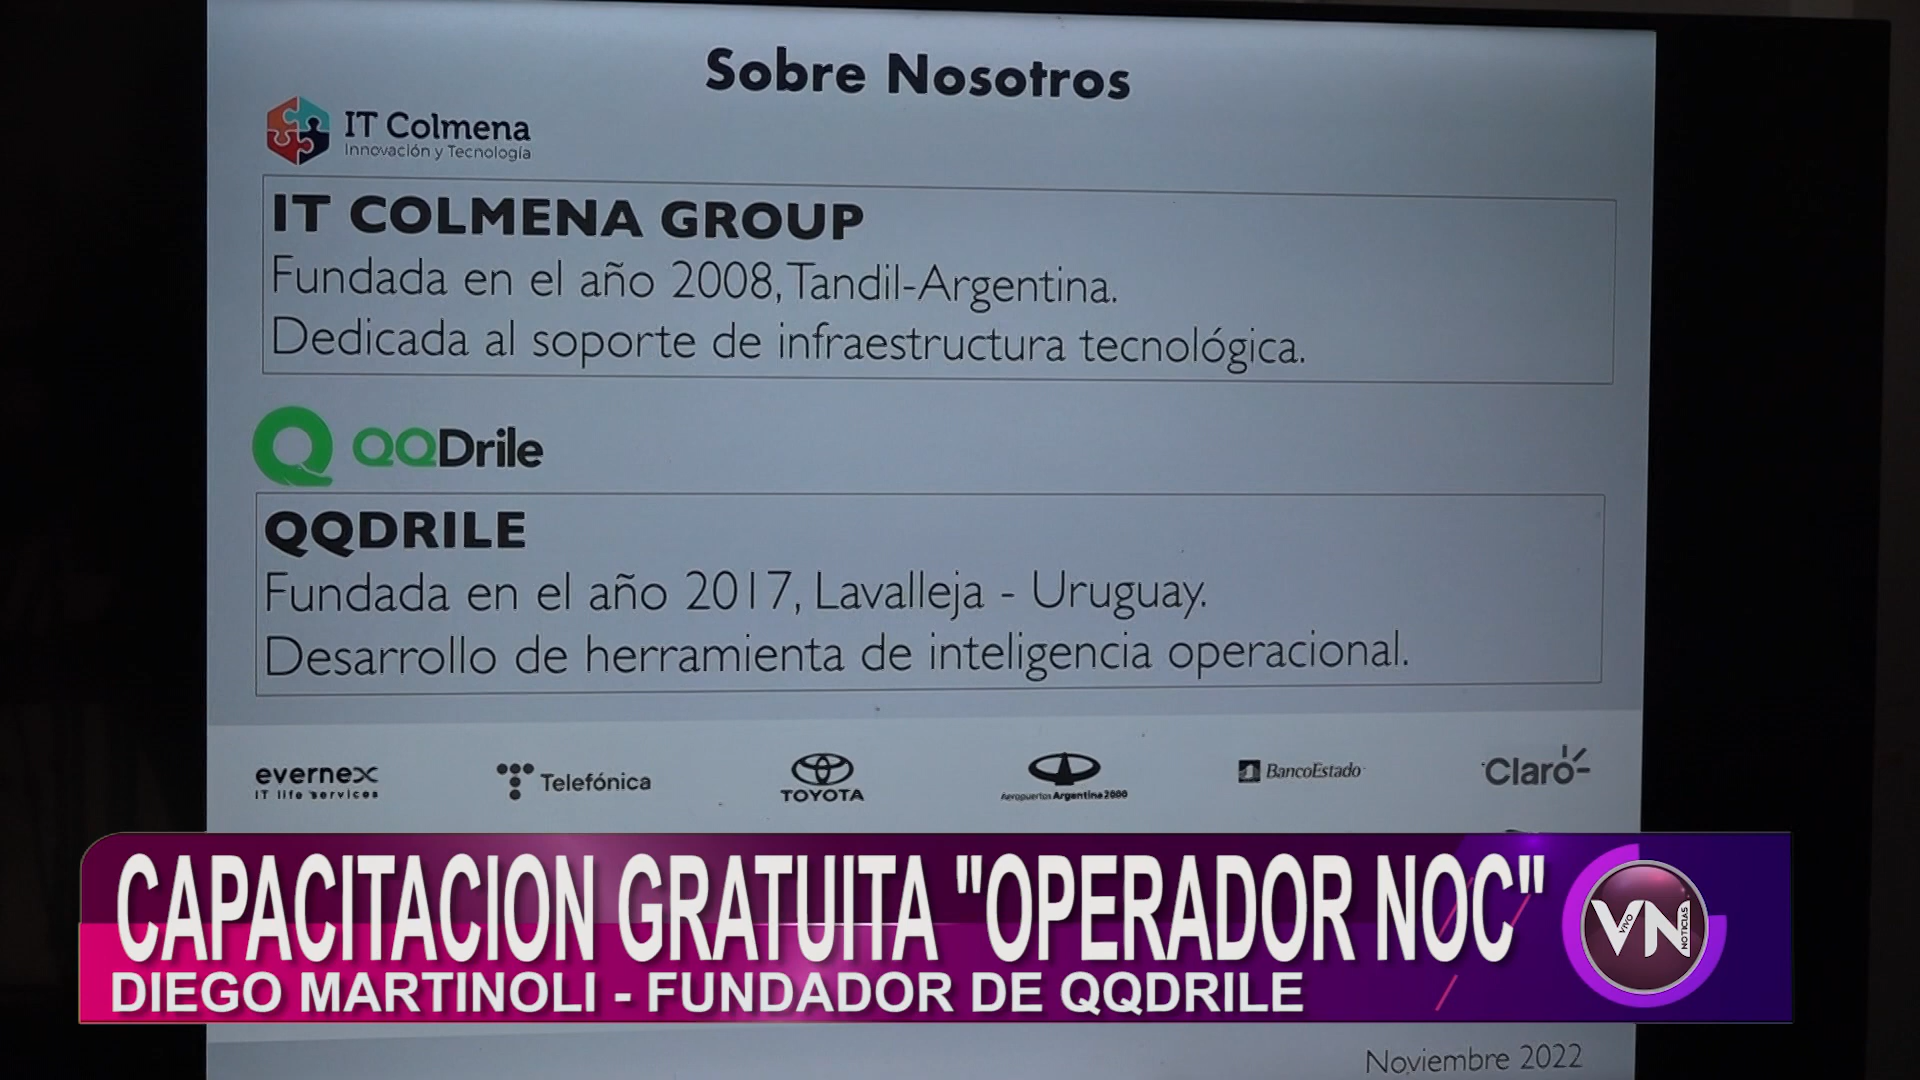 Sobre Nosotros
IT Colmena
Innovación y Tecnología
IT COLMENA GROUP
Fundada en el año 2008, Tandil-Argentina.
Dedicada al soporte de infraestructura tecnológica.
QQDrile
QQDRILE
Fundada en el año 2017, Lavalleja - Uruguay.
Desarrollo de herramienta de inteligencia operacional.
evernex
IT life services
Telefónica
TOYOTA
Aeropuertos Argentina 2000
BancoEstado
Claro
CAPACITACION GRATUITA "OPERADOR NOC"
DIEGO MARTINOLI - FUNDADOR DE QQDRILE
VN
VIVO
NOTICIAS
Noviembre 2022